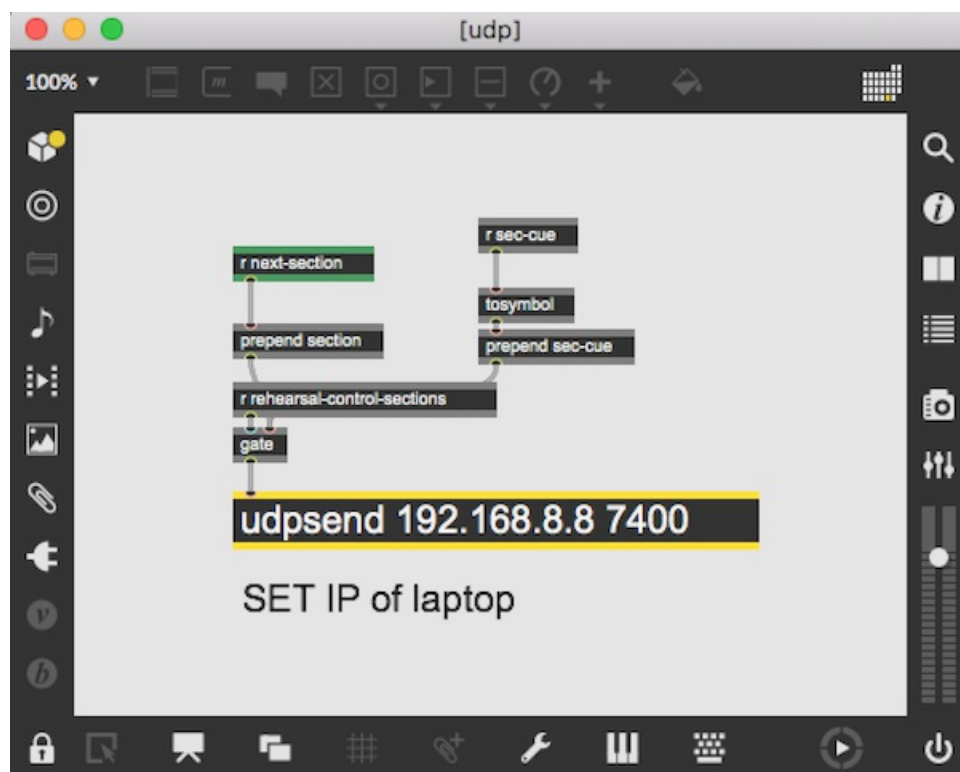 [udp]
100%
r sec-cue
r next-section
tosymbol
prepend section
prepend sec-cue
r rehearsal-control-sections
gate
udpsend 192.168.8.8 7400
SET IP of laptop